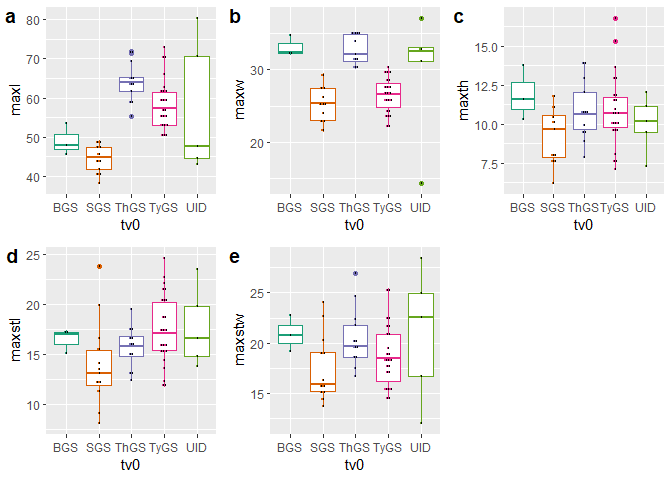 a
80
70
60
50
40
maxl
BGS SGS ThGS TyGS UID
tv0
b
30
20
maxw
BGS SGS ThGS TyGS UID
tv0
c
15.0
12.5
10.0
7.5
maxth
BGS SGS ThGS TyGS UID
tv0
d
25
20
15
10
maxstl
BGS SGS ThGS TyGS UID
tv0
e
25
20
15
maxstw
BGS SGS ThGS TyGS UID
tv0